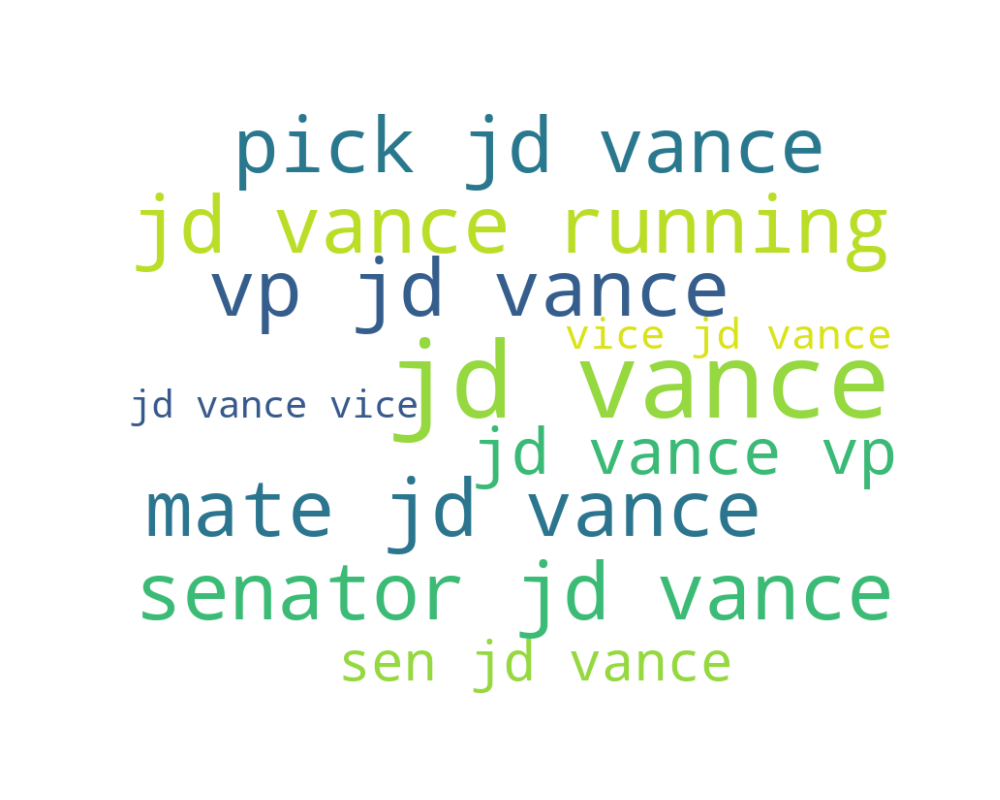 pick jd vance
jd vance running
vp jd vance
vice jd vance
jd vance
jd vance vice
jd vance vp
mate jd vance
senator jd vance
sen jd vance